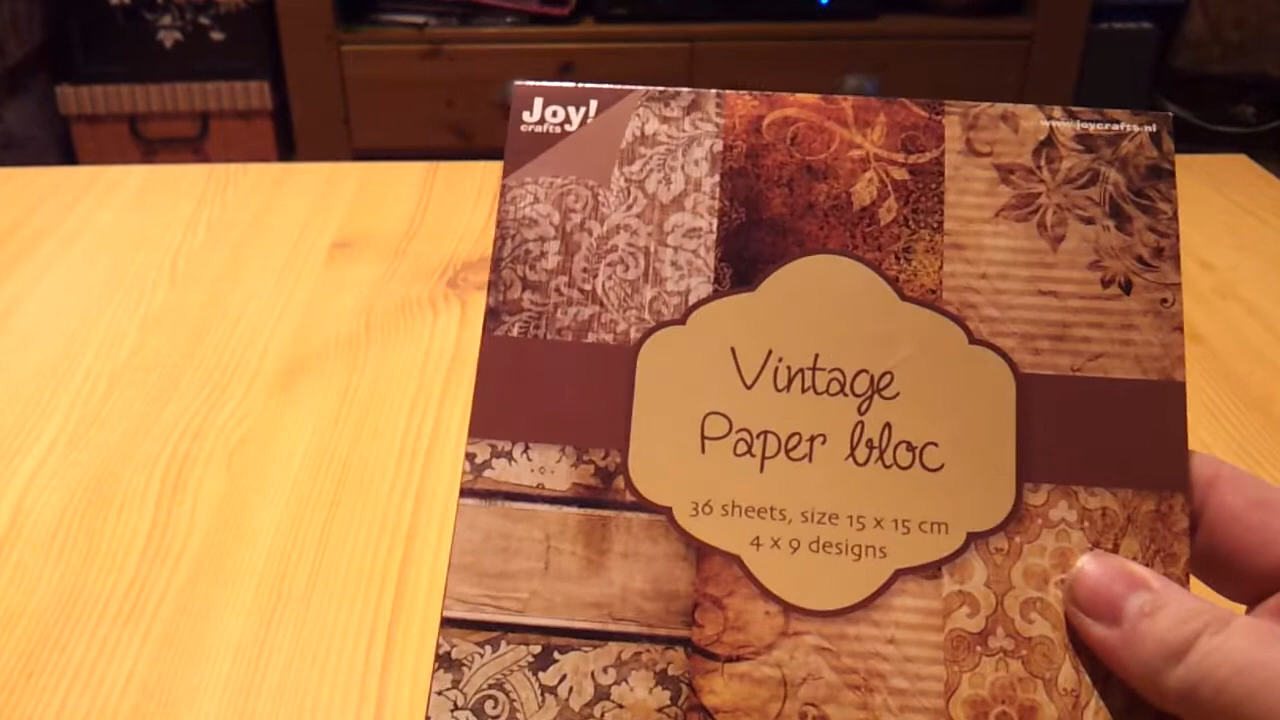 Joy!
crafts
www.joycrafts.nl
Vintage
Paper bloc
36 sheets, size 15 x 15 cm
4 x 9 designs